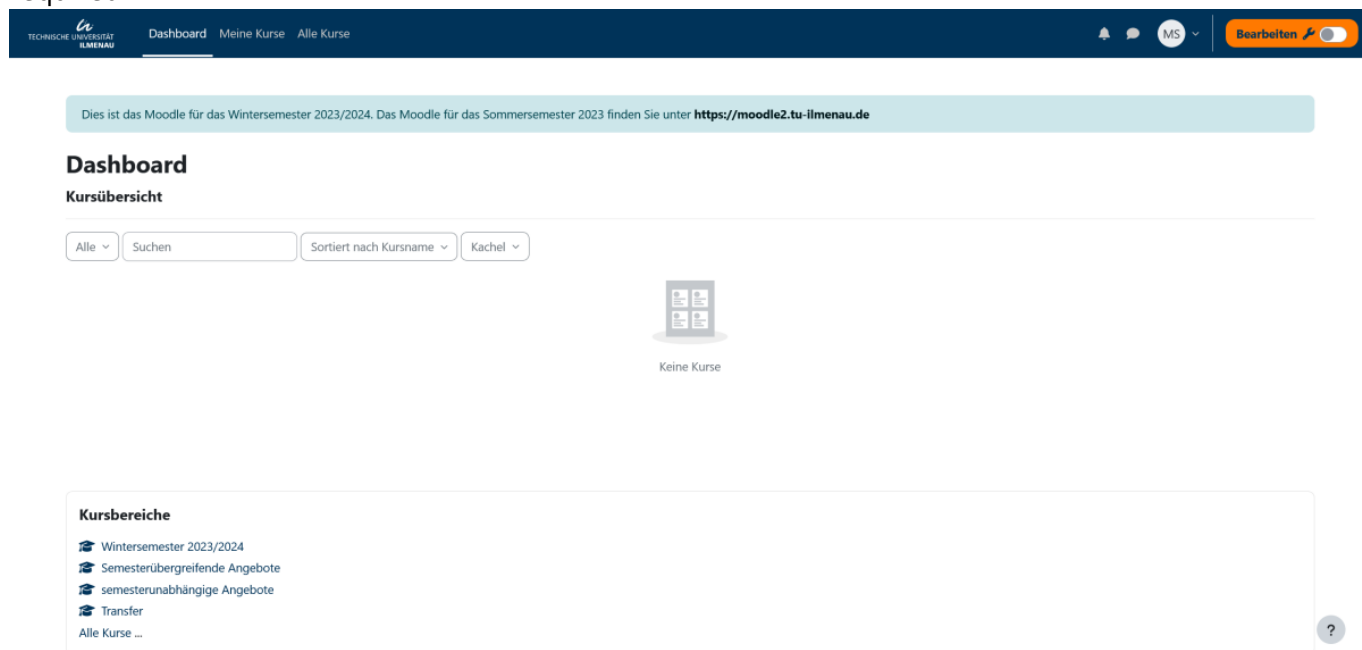 TECHNISCHE UNIVERSITÄT
ILMENAU
Dashboard Meine Kurse Alle Kurse
MS
Bearbeiten
Dies ist das Moodle für das Wintersemester 2023/2024. Das Moodle für das Sommersemester 2023 finden Sie unter https://moodle2.tu-ilmenau.de
Dashboard
Kursübersicht
Alle Suchen Sortiert nach Kursname Kachel
Keine Kurse
Kursbereiche
Wintersemester 2023/2024
Semesterübergreifende Angebote
semesterunabhängige Angebote
Transfer
Alle Kurse ...
?